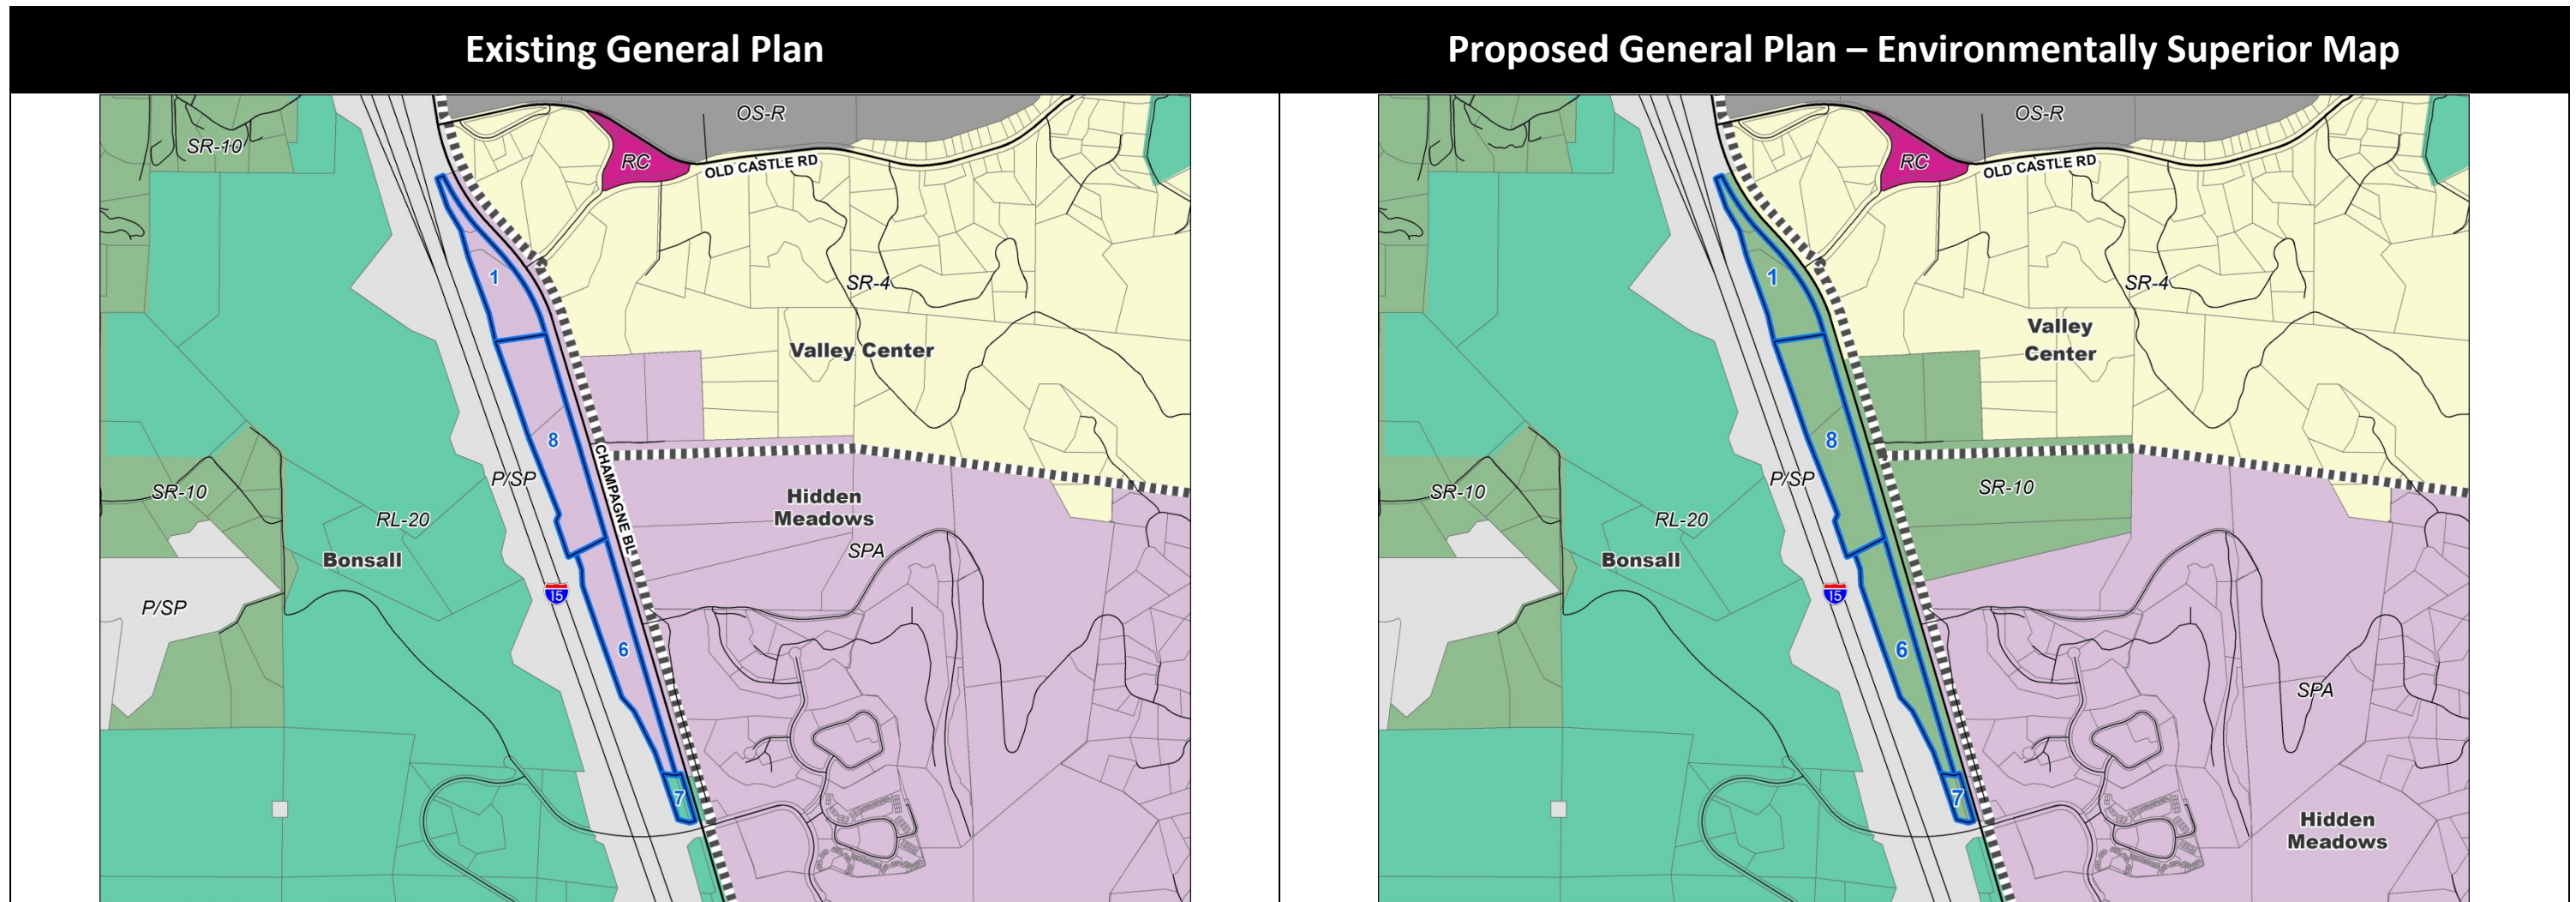 Existing General Plan
Proposed General Plan – Environmentally Superior Map
OS-R
SR-10
RC
OLD CASTLE RD
1
SR-4
Valley Center
8
CHAMPAGNE BL
P/SP
SR-10
Hidden
Meadows
RL-20
SPA
Bonsall
15
P/SP
6
7
OS-R
RC
OLD CASTLE RD
1
SR-4
Valley
Center
8
P/SP
SR-10
SR-10
RL-20
Bonsall
15
6
SPA
7
Hidden
Meadows